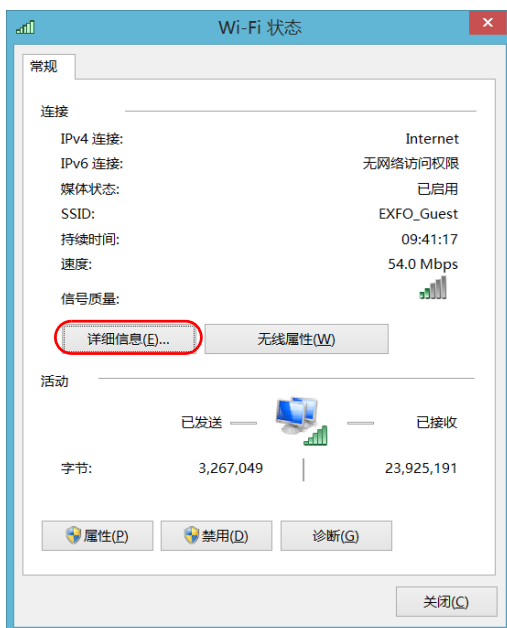 Wi-Fi 状态
常规
连接
IPv4 连接: Internet
IPv6 连接: 无网络访问权限
媒体状态: 已启用
SSID: EXFO_Guest
持续时间: 09:41:17
速度: 54.0 Mbps
信号质量:
详细信息(E)... 无线属性(W)
活动
已发送 已接收
字节: 3,267,049 23,925,191
属性(P) 禁用(D) 诊断(G)
关闭(C)